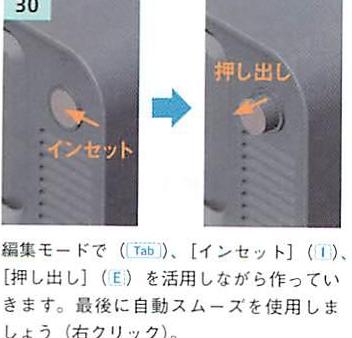 30
押し出し
インセット
編集モードで（Tab）、［インセット］（I）、
［押し出し］（E）を活用しながら作ってい
きます。最後に自動スムーズを使用しま
しょう（右クリック）。